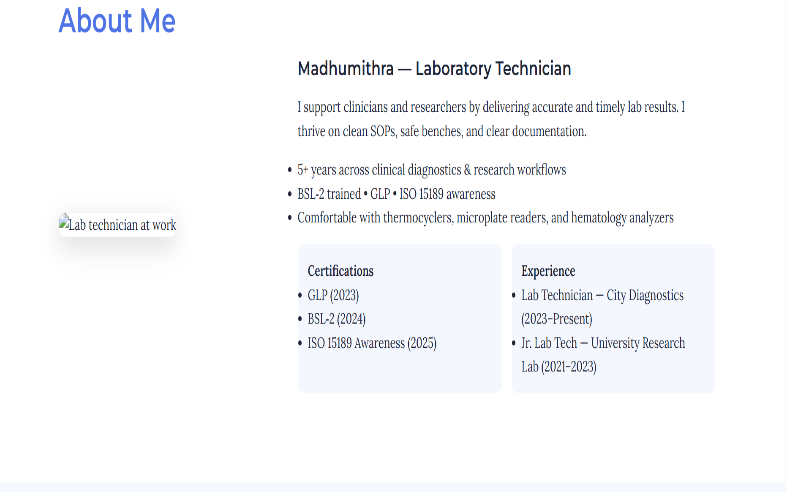 About Me
Madhumithra — Laboratory Technician
I support clinicians and researchers by delivering accurate and timely lab results. I
thrive on clean SOPs, safe benches, and clear documentation.
• 5+ years across clinical diagnostics & research workflows
• BSL-2 trained • GLP • ISO 15189 awareness
• Comfortable with thermocyclers, microplate readers, and hematology analyzers
Lab technician at work
Certifications
• GLP (2023)
• BSL-2 (2024)
• ISO 15189 Awareness (2025)
Experience
• Lab Technician — City Diagnostics
(2023–Present)
• Jr. Lab Tech — University Research
Lab (2021–2023)